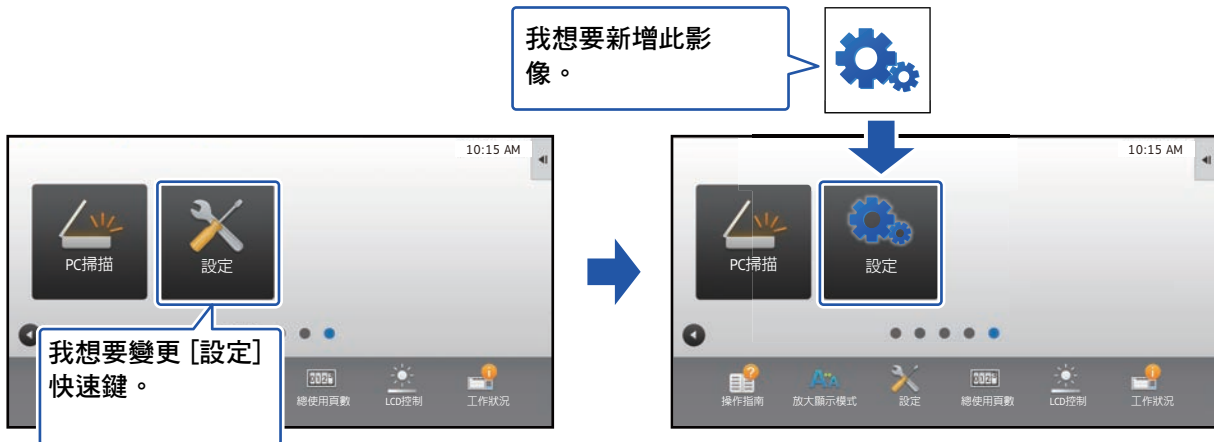 我想要新增此影
像。
10:15 AM
PC掃描
設定
我想要變更 [設定]
快速鍵。
總使用頁數
LCD控制
工作狀況
10:15 AM
PC掃描
設定
操作指南
放大顯示模式
設定
總使用頁數
LCD控制
工作狀況